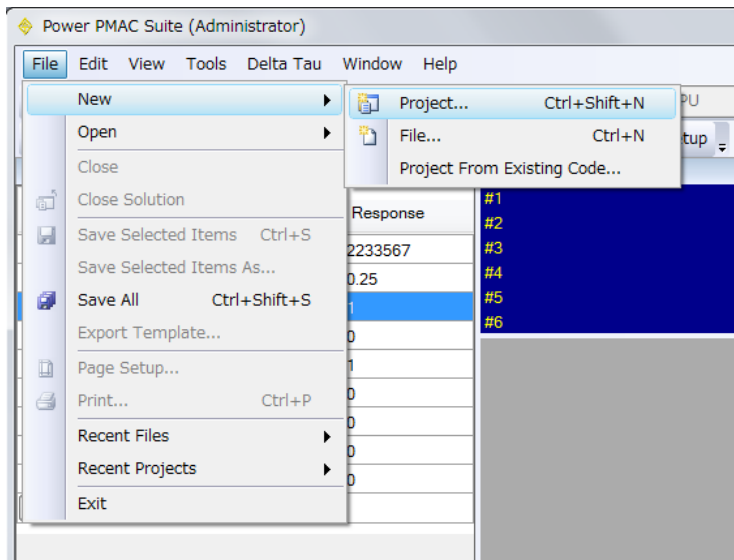 Power PMAC Suite (Administrator)
File Edit View Tools Delta Tau Window Help
New
Open
Close
Close Solution
Save Selected Items Ctrl+S
Save Selected Items As...
Save All Ctrl+Shift+S
Export Template...
Page Setup...
Print... Ctrl+P
Recent Files
Recent Projects
Exit
Project... Ctrl+Shift+N
File... Ctrl+N
Project From Existing Code...
PU
tup
Response
2233567
0.25
1
0
1
0
0
0
0
#1
#2
#3
#4
#5
#6